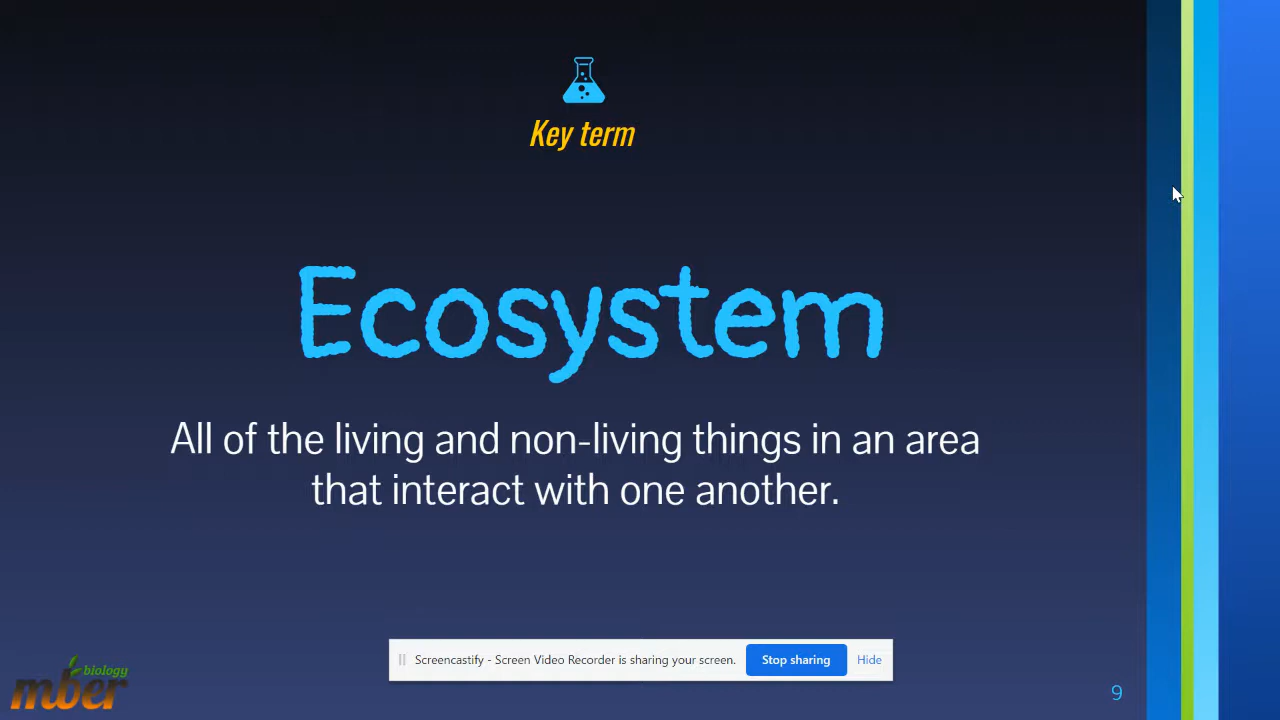 Key term
Ecosystem
All of the living and non-living things in an area
that interact with one another.
Screencastify - Screen Video Recorder is sharing your screen. Stop sharing Hide
biology
mber
9